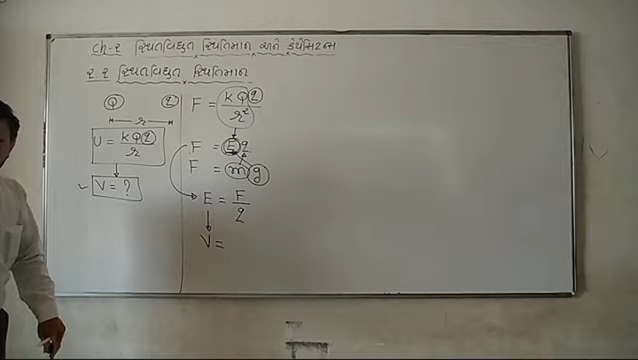 Ch-૨ સ્થિતવિદ્યુત સ્થિતિમાન અને કેપેસિટન્સ
૨.૨ સ્થિતવિદ્યુત સ્થિતિમાન
Q q
r
U = kQq/r
V = ?
F = kQq/r²
F = Eq
F = mg
E = F/q
V =